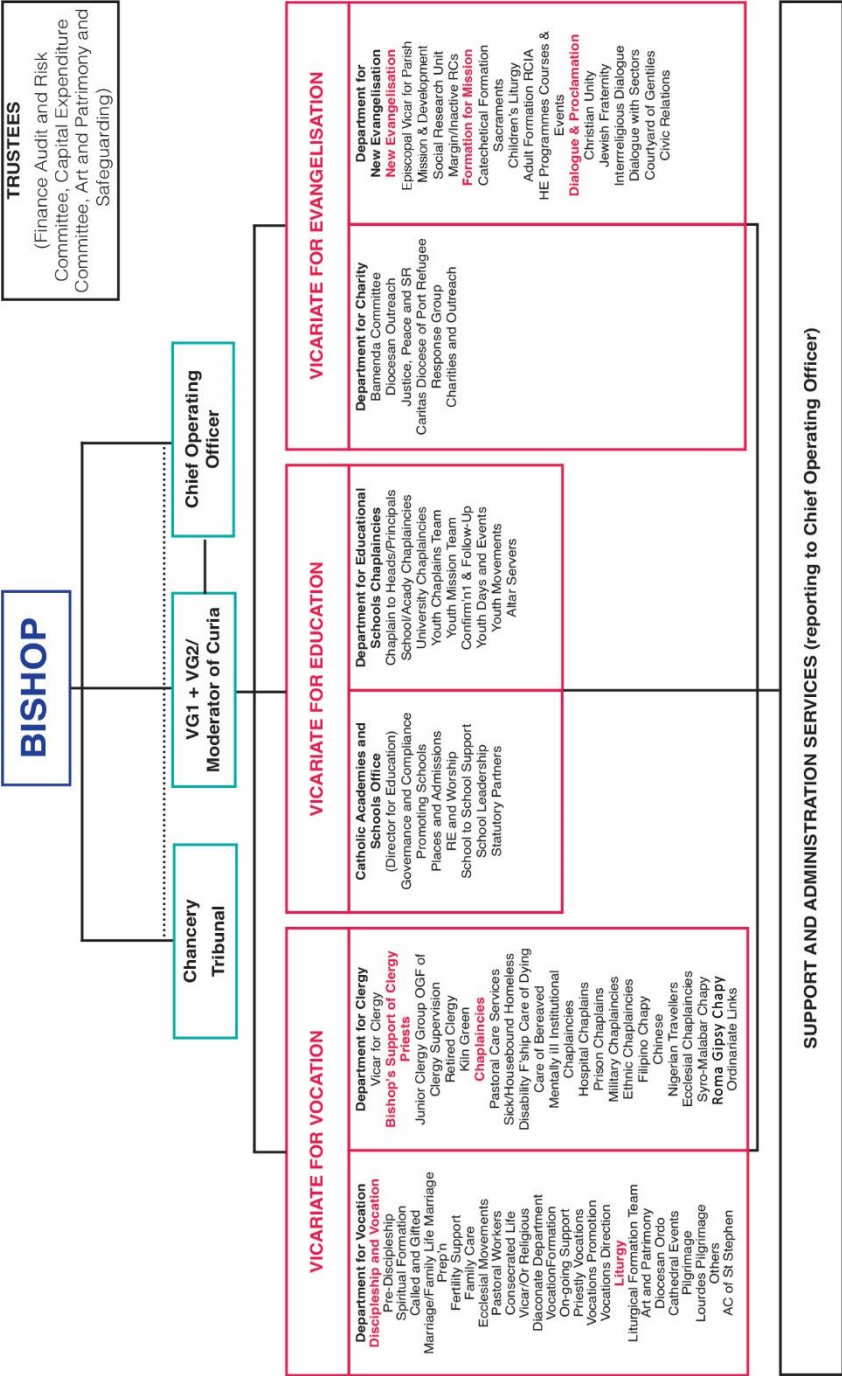 BISHOP
TRUSTEES
(Finance Audit and Risk
Committee, Capital Expenditure
Committee, Art and Patrimony and
Safeguarding)
Chancery
Tribunal
VG1 + VG2/
Moderator of Curia
Chief Operating
Officer
VICARIATE FOR VOCATION
Department for Vocation
Discipleship and Vocation
Pre-Discipleship
Spiritual Formation
Called and Gifted
Marriage/Family Life Marriage
Prep'n
Fertility Support
Family Care
Ecclesial Movements
Pastoral Workers
Consecrated Life
Vicar/Or Religious
Diaconate Department
VocationFormation
On-going Support
Priestly Vocations
Vocations Promotion
Vocations Direction
Liturgy
Liturgical Formation Team
Art and Patrimony
Diocesan Ordo
Cathedral Events
Pilgrimage
Lourdes Pilgrimage
Others
AC of St Stephen
Department for Clergy
Vicar for Clergy
Bishop's Support of Clergy
Priests
Junior Clergy Group OGF of
Clergy Supervision
Retired Clergy
Kiln Green
Chaplaincies
Pastoral Care Services
Sick/Housebound Homeless
Disability F'ship Care of Dying
Care of Bereaved
Mentally ill Institutional
Chaplaincies
Hospital Chaplains
Prison Chaplains
Military Chaplaincies
Ethnic Chaplaincies
Filipino Chapy
Chinese
Nigerian Travellers
Ecclesial Chaplaincies
Syro-Malabar Chapy
Roma Gipsy Chapy
Ordinariate Links
VICARIATE FOR EDUCATION
Catholic Academies and
Schools Office
(Director for Education)
Governance and Compliance
Promoting Schools
Places and Admissions
RE and Worship
School to School Support
School Leadership
Statutory Partners
Department for Educational
Schools Chaplaincies
Chaplain to Heads/Principals
School/Acady Chaplaincies
University Chaplaincies
Youth Chaplains Team
Youth Mission Team
Confirm'n1 & Follow-Up
Youth Days and Events
Youth Movements
Altar Servers
VICARIATE FOR EVANGELISATION
Department for Charity
Bamenda Committee
Diocesan Outreach
Justice, Peace and SR
Caritas Diocese of Port Refugee
Response Group
Charities and Outreach
Department for
New Evangelisation
New Evangelisation
Episcopal Vicar for Parish
Mission & Development
Social Research Unit
Margin/Inactive RCs
Formation for Mission
Catechetical Formation
Sacraments
Children's Liturgy
Adult Formation RCIA
HE Programmes Courses &
Events
Dialogue & Proclamation
Christian Unity
Jewish Fraternity
Interrreligious Dialogue
Dialogue with Sectors
Courtyard of Gentiles
Civic Relations
SUPPORT AND ADMINISTRATION SERVICES (reporting to Chief Operating Officer)